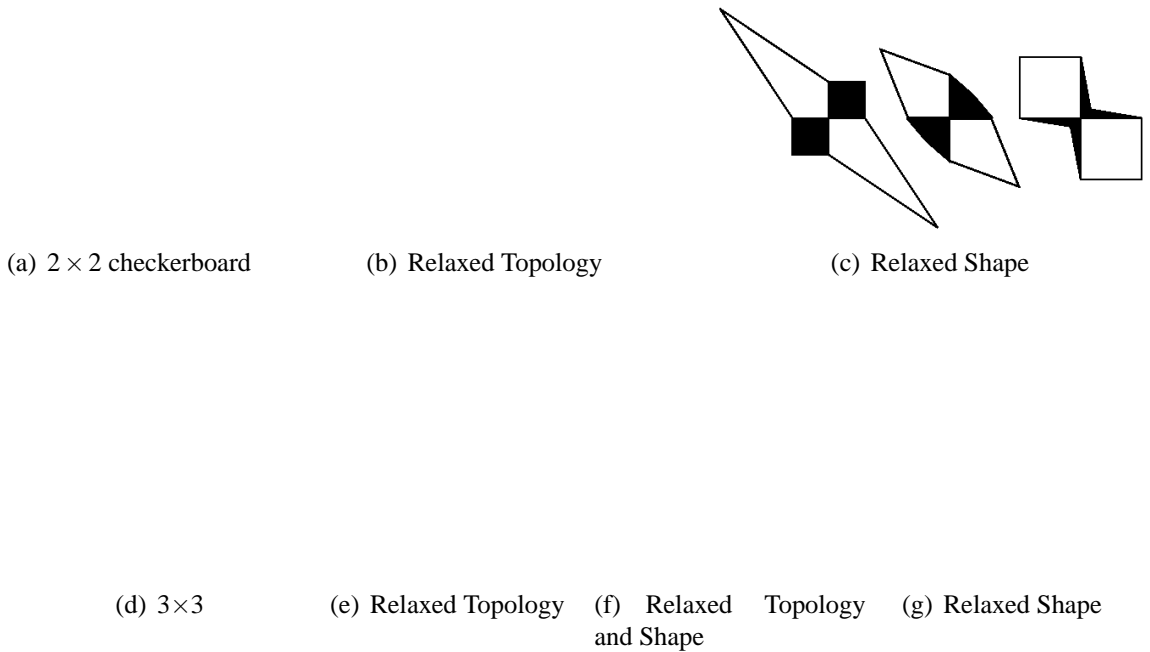 (a) 2 × 2 checkerboard
(b) Relaxed Topology
(c) Relaxed Shape
(d) 3×3
(e) Relaxed Topology
(f) Relaxed Topology
and Shape
(g) Relaxed Shape